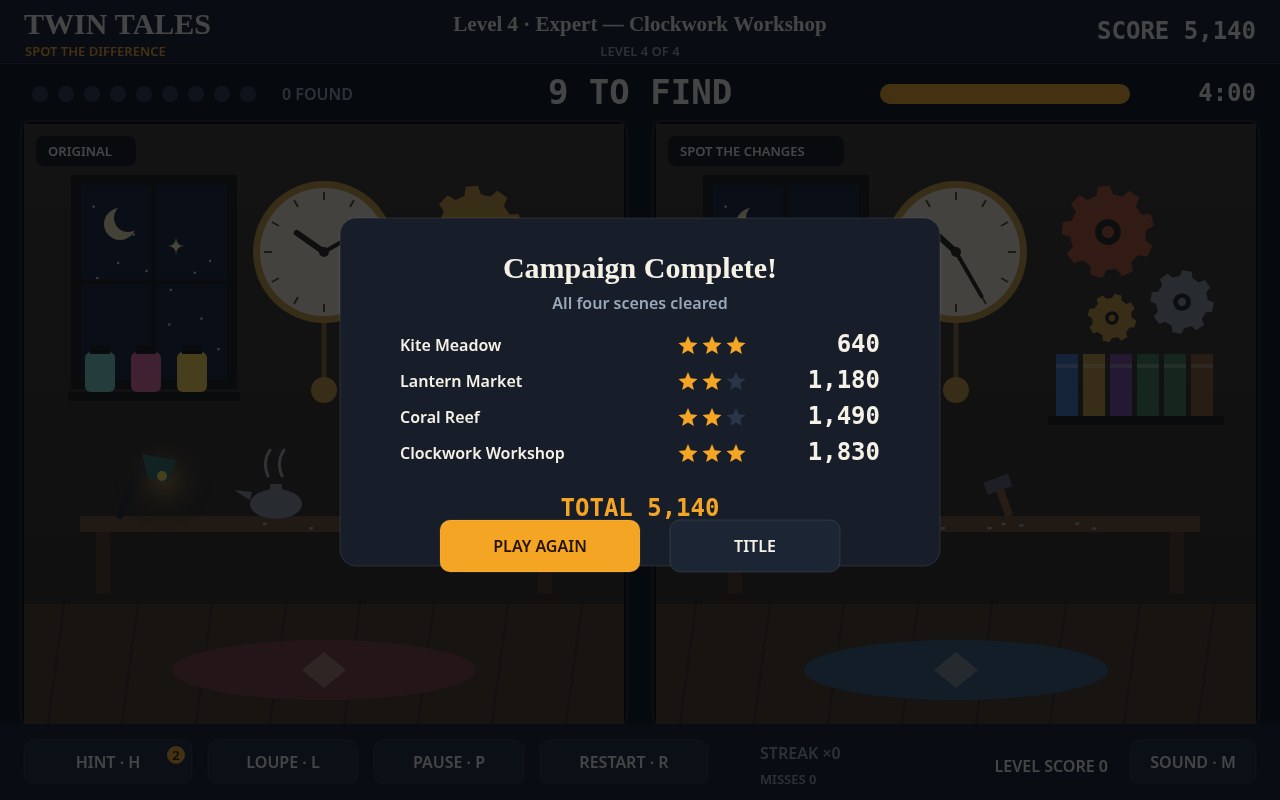 TWIN TALES
SPOT THE DIFFERENCE
Level 4 · Expert — Clockwork Workshop
LEVEL 4 OF 4
SCORE 5,140
0 FOUND
9 TO FIND
4:00
ORIGINAL
SPOT THE CHANGES
Campaign Complete!
All four scenes cleared
Kite Meadow 640
Lantern Market 1,180
Coral Reef 1,490
Clockwork Workshop 1,830
TOTAL 5,140
PLAY AGAIN
TITLE
HINT · H 2
LOUPE · L
PAUSE · P
RESTART · R
STREAK ×0
MISSES 0
LEVEL SCORE 0
SOUND · M